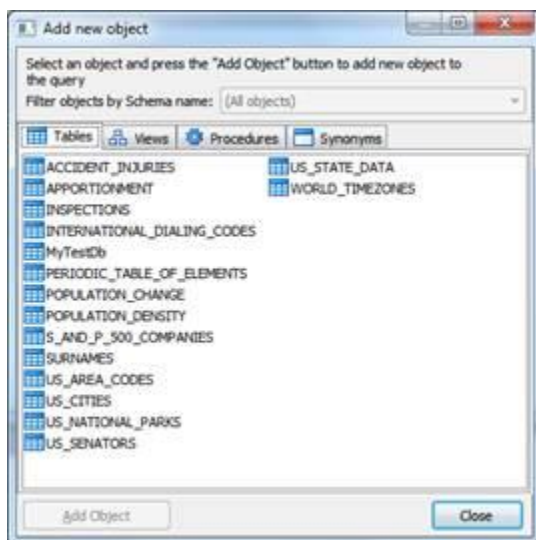 Add new object
Select an object and press the "Add Object" button to add new object to
the query
Filter objects by Schema name: (All objects)
Tables Views Procedures Synonyms
ACCIDENT_INJURIES
APPORTIONMENT
INSPECTIONS
INTERNATIONAL_DIALING_CODES
MyTestDb
PERIODIC_TABLE_OF_ELEMENTS
POPULATION_CHANGE
POPULATION_DENSITY
S_AND_P_500_COMPANIES
SURNAMES
US_AREA_CODES
US_CITIES
US_NATIONAL_PARKS
US_SENATORS
US_STATE_DATA
WORLD_TIMEZONES
Add Object Close